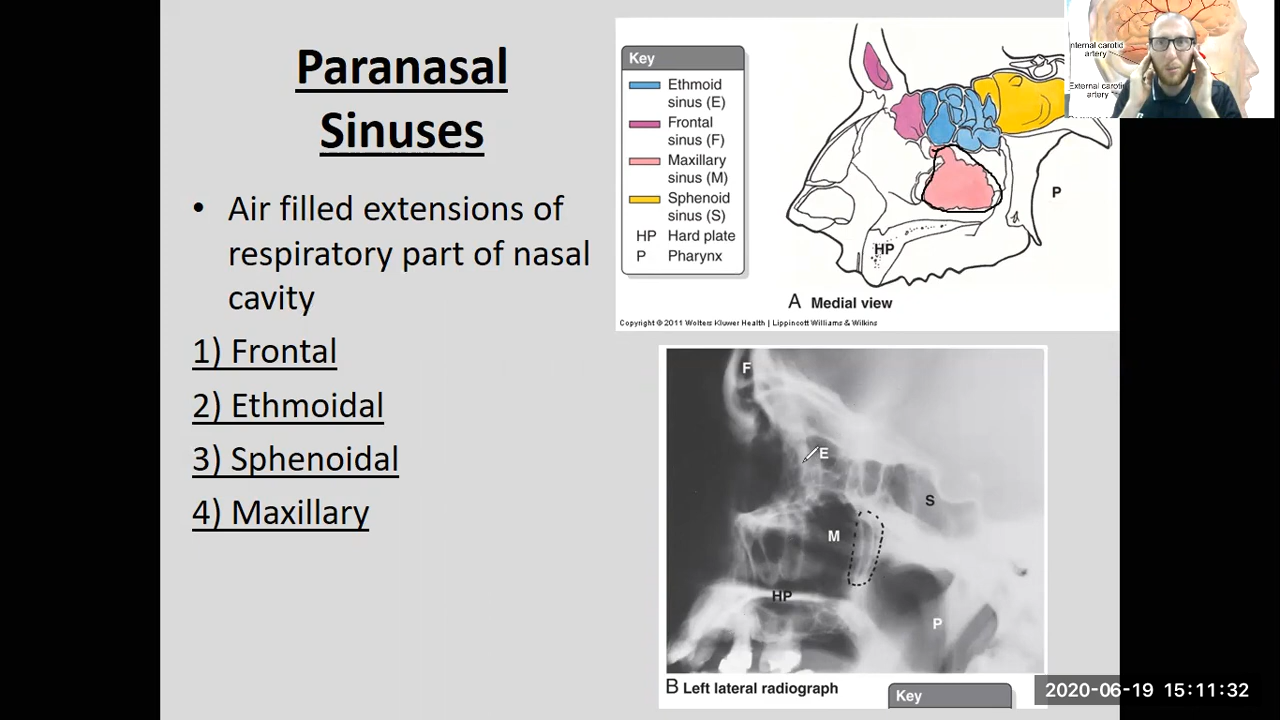 Paranasal
Sinuses
• Air filled extensions of
respiratory part of nasal
cavity
1) Frontal
2) Ethmoidal
3) Sphenoidal
4) Maxillary
Key
Ethmoid
sinus (E)
Frontal
sinus (F)
Maxillary
sinus (M)
Sphenoid
sinus (S)
HP Hard plate
P Pharynx
P
HP
A Medial view
Copyright © 2011 Wolters Kluwer Health | Lippincott Williams & Wilkins
nternal carotid
artery
External caroti
artery
F
E
S
M
HP
P
B Left lateral radiograph
Key
2020-06-19 15:11:32